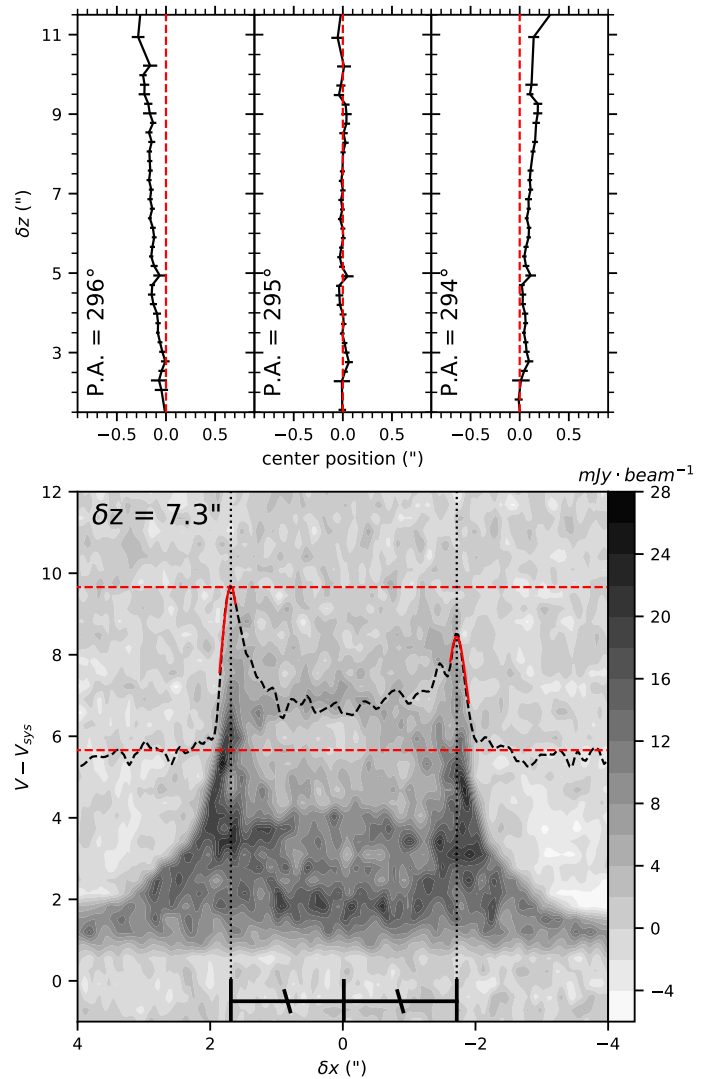 11
9
7
5
3
δz (")
P.A. = 296°
P.A. = 295°
P.A. = 294°
−0.5 0.0 0.5 −0.5 0.0 0.5 −0.5 0.0 0.5
center position (")
mJy · beam⁻¹
δz = 7.3"
12
10
8
6
4
2
0
V − Vsys
28
24
20
16
12
8
4
0
−4
4 2 0 −2 −4
δx (")